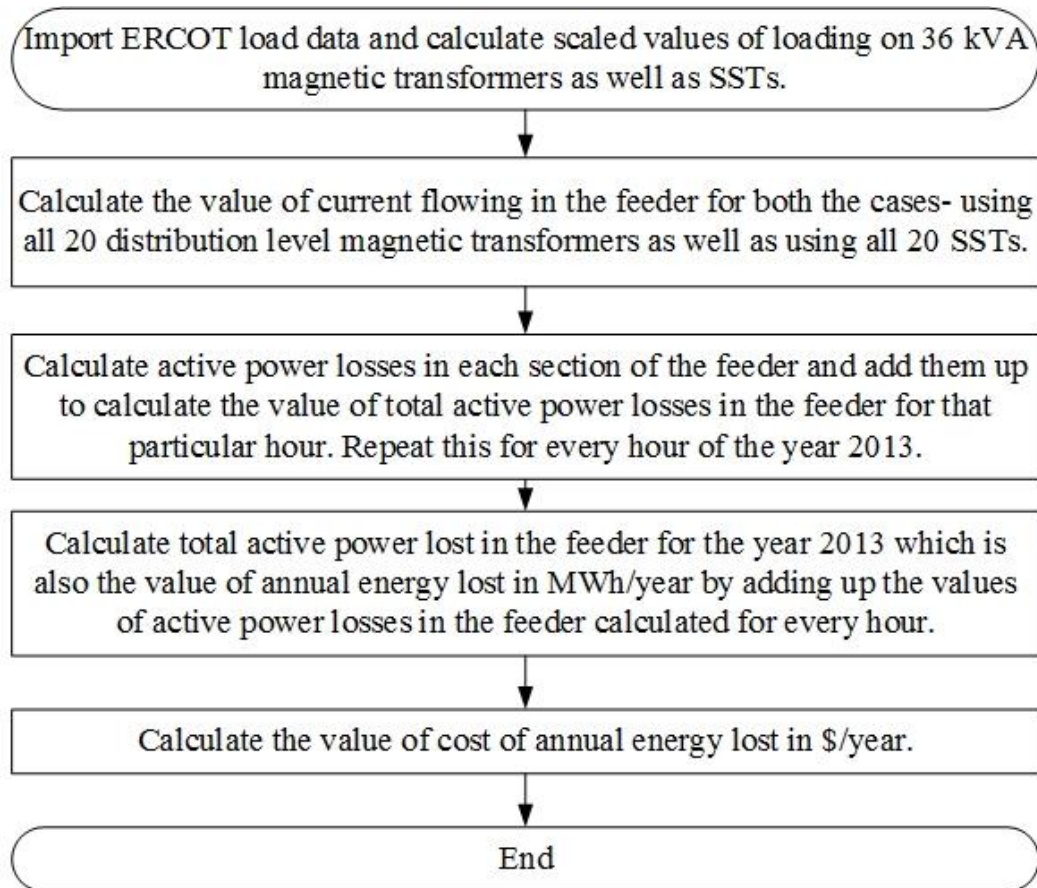 Import ERCOT load data and calculate scaled values of loading on 36 kVA
magnetic transformers as well as SSTs.
Calculate the value of current flowing in the feeder for both the cases- using
all 20 distribution level magnetic transformers as well as using all 20 SSTs.
Calculate active power losses in each section of the feeder and add them up
to calculate the value of total active power losses in the feeder for that
particular hour. Repeat this for every hour of the year 2013.
Calculate total active power lost in the feeder for the year 2013 which is
also the value of annual energy lost in MWh/year by adding up the values
of active power losses in the feeder calculated for every hour.
Calculate the value of cost of annual energy lost in $/year.
End